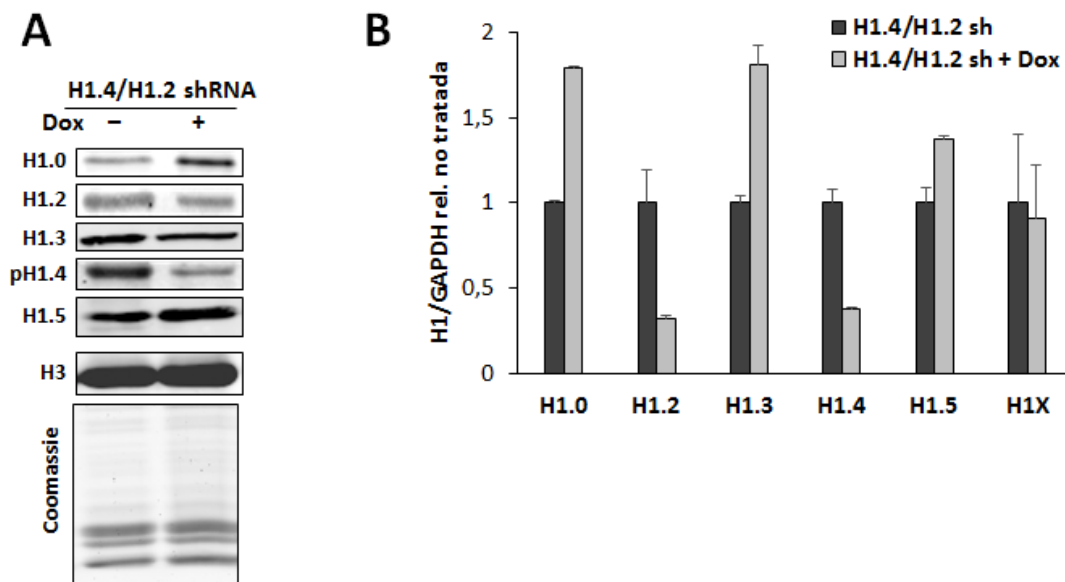 A
H1.4/H1.2 shRNA
Dox – +
H1.0
H1.2
H1.3
pH1.4
H1.5
H3
Coomassie
B
H1.4/H1.2 sh
H1.4/H1.2 sh + Dox
H1/GAPDH rel. no tratada
2
1,5
1
0,5
0
H1.0 H1.2 H1.3 H1.4 H1.5 H1X